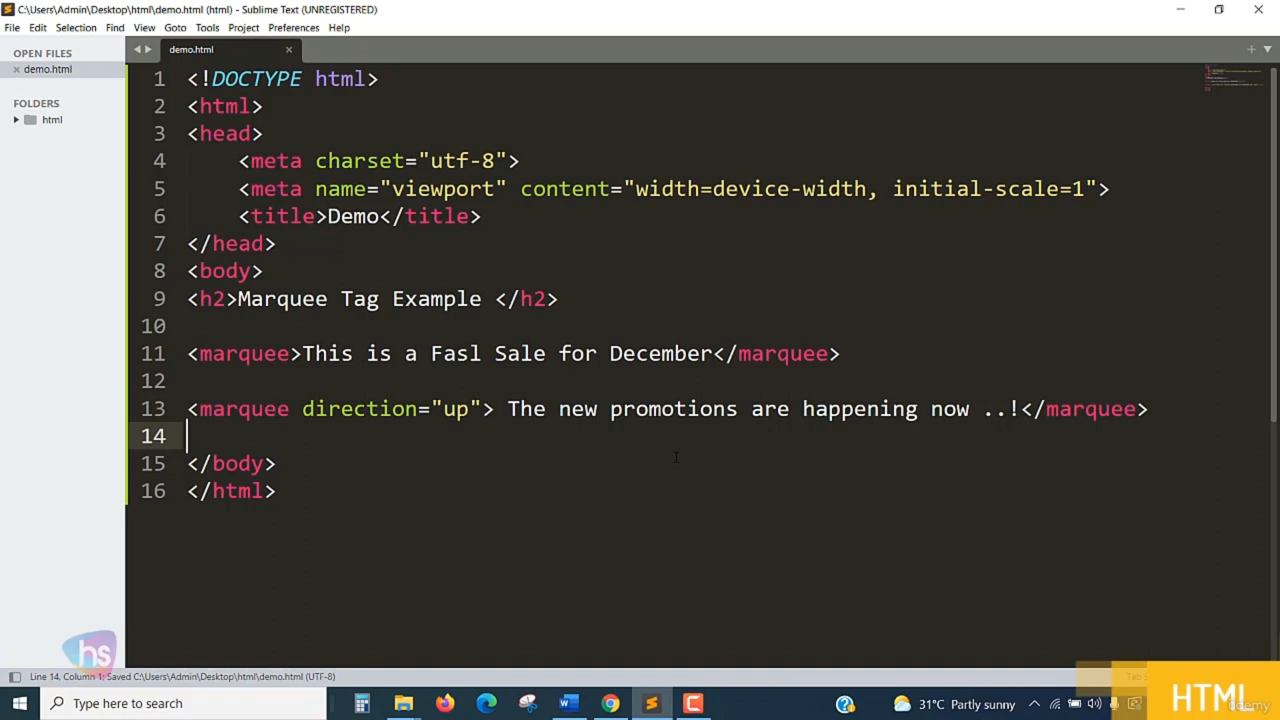 C:\Users\Admin\Desktop\html\demo.html (html) - Sublime Text (UNREGISTERED)
File Edit Selection Find View Goto Tools Project Preferences Help
OPEN FILES
demo.html
FOLDERS
html
demo.html
1 <!DOCTYPE html>
2 <html>
3 <head>
4 <meta charset="utf-8">
5 <meta name="viewport" content="width=device-width, initial-scale=1">
6 <title>Demo</title>
7 </head>
8 <body>
9 <h2>Marquee Tag Example </h2>
10
11 <marquee>This is a Fasl Sale for December</marquee>
12
13 <marquee direction="up"> The new promotions are happening now ..!</marquee>
14
15 </body>
16 </html>
hs
Line 14, Column 1; Saved C:\Users\Admin\Desktop\html\demo.html (UTF-8)
Type here to search
31°C Partly sunny
HTML
Udemy